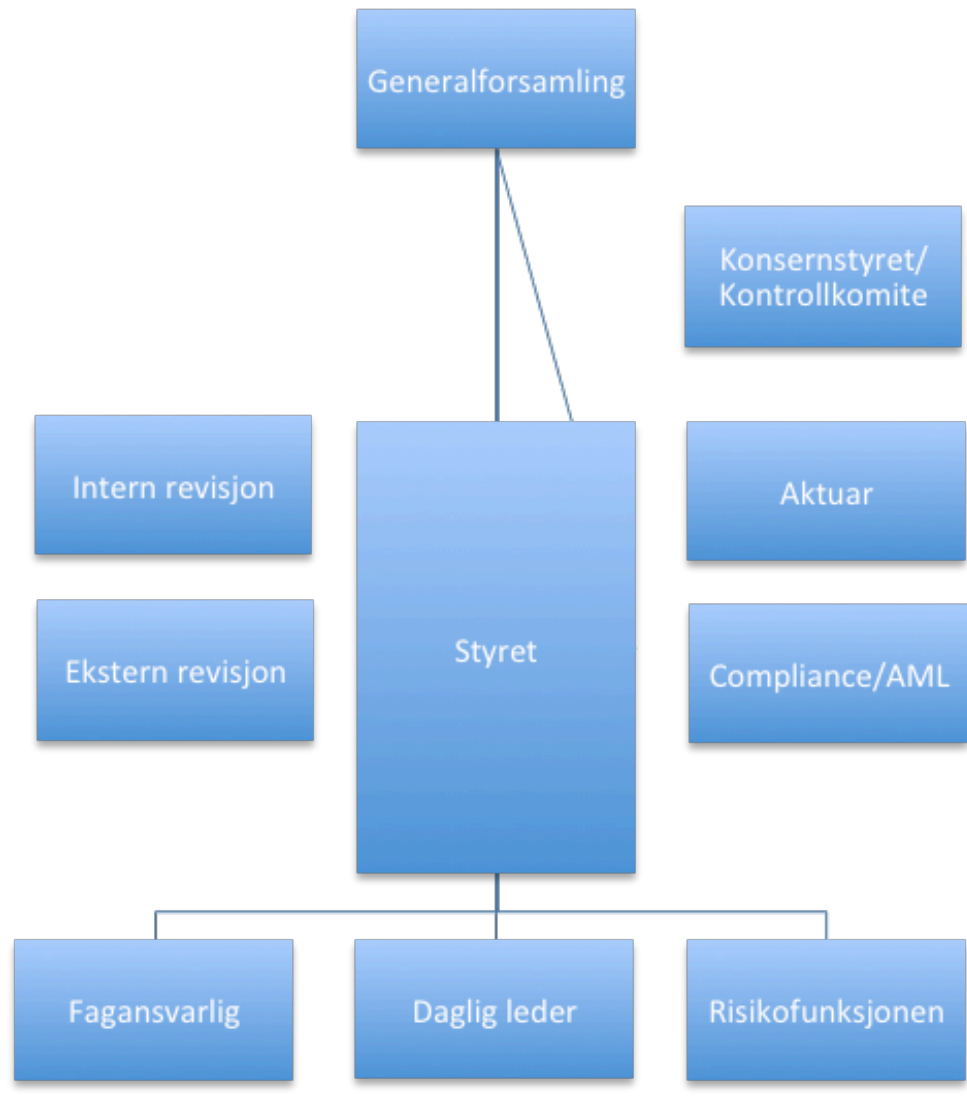 Generalforsamling
Konsernstyret/
Kontrollkomite
Intern revisjon
Aktuar
Styret
Ekstern revisjon
Compliance/AML
Fagansvarlig
Daglig leder
Risikofunksjonen